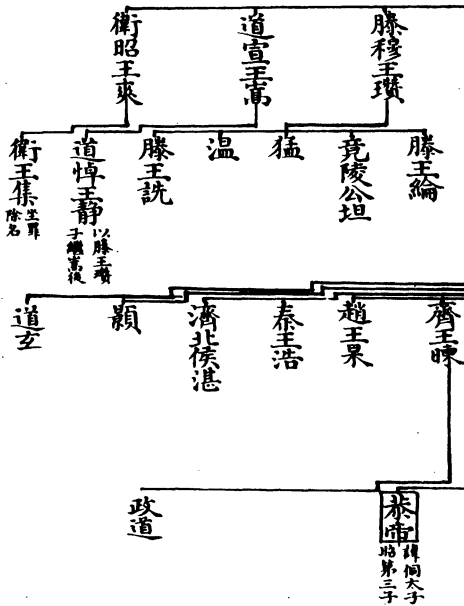 滕穆王瓚
道宣王嵩
衛昭王爽
滕王綸
竟陵公坦
猛
温
滕王詵
道悼王静
以滕王瓚
子繼嵩後
衛王集
坐罪
除名
齊王暕
趙王杲
秦王浩
濟北侯湛
顥
道玄
恭帝
諱侗太子
昭第三子
政道